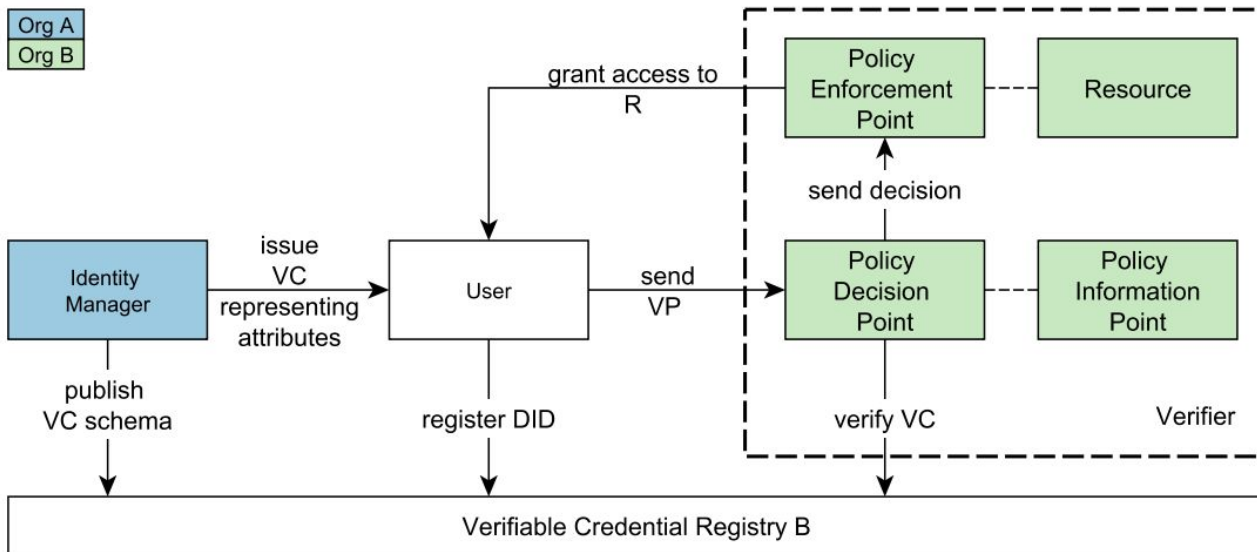 Org A
Org B
grant access to
R
Policy
Enforcement
Point
Resource
send decision
Identity
Manager
issue
VC
representing
attributes
User
send
VP
Policy
Decision
Point
Policy
Information
Point
publish
VC schema
register DID
verify VC
Verifier
Verifiable Credential Registry B